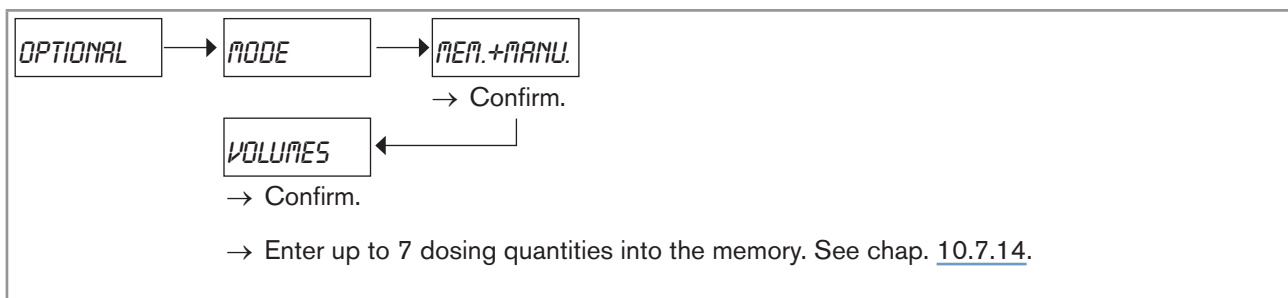 OPTIONAL MODE MEM.+MANU.
→ Confirm.
VOLUMES
→ Confirm.
→ Enter up to 7 dosing quantities into the memory. See chap. 10.7.14.